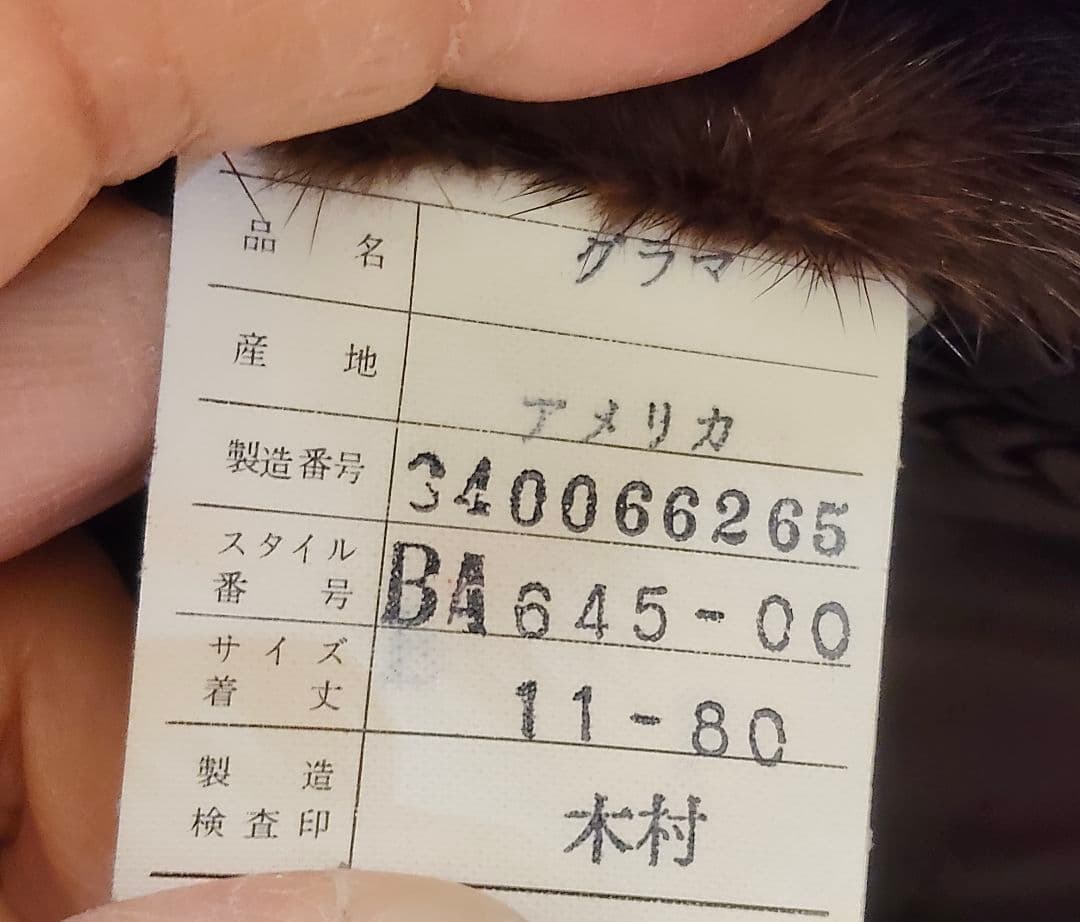 品名 グラマ
産地 アメリカ
製造番号 340066265
スタイル番号 BA645-00
サイズ着丈 11-80
製造検査印 木村